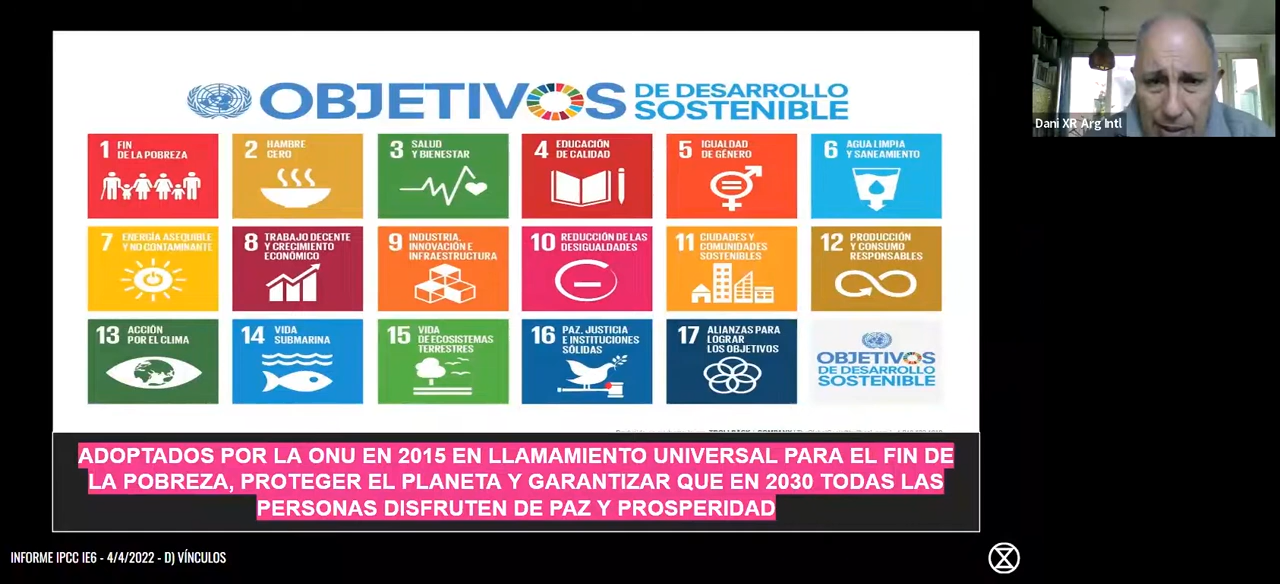 OBJETIVOS DE DESARROLLO
SOSTENIBLE
1 FIN
DE LA POBREZA
2 HAMBRE
CERO
3 SALUD
Y BIENESTAR
4 EDUCACIÓN
DE CALIDAD
5 IGUALDAD
DE GÉNERO
6 AGUA LIMPIA
Y SANEAMIENTO
7 ENERGÍA ASEQUIBLE
Y NO CONTAMINANTE
8 TRABAJO DECENTE
Y CRECIMIENTO
ECONÓMICO
9 INDUSTRIA,
INNOVACIÓN E
INFRAESTRUCTURA
10 REDUCCIÓN DE LAS
DESIGUALDADES
11 CIUDADES Y
COMUNIDADES
SOSTENIBLES
12 PRODUCCIÓN
Y CONSUMO
RESPONSABLES
13 ACCIÓN
POR EL CLIMA
14 VIDA
SUBMARINA
15 VIDA
DE ECOSISTEMAS
TERRESTRES
16 PAZ, JUSTICIA
E INSTITUCIONES
SÓLIDAS
17 ALIANZAS PARA
LOGRAR
LOS OBJETIVOS
OBJETIVOS
DE DESARROLLO
SOSTENIBLE
ADOPTADOS POR LA ONU EN 2015 EN LLAMAMIENTO UNIVERSAL PARA EL FIN DE
LA POBREZA, PROTEGER EL PLANETA Y GARANTIZAR QUE EN 2030 TODAS LAS
PERSONAS DISFRUTEN DE PAZ Y PROSPERIDAD
INFORME IPCC IE6 - 4/4/2022 - D) VÍNCULOS
Dani XR Arg Intl